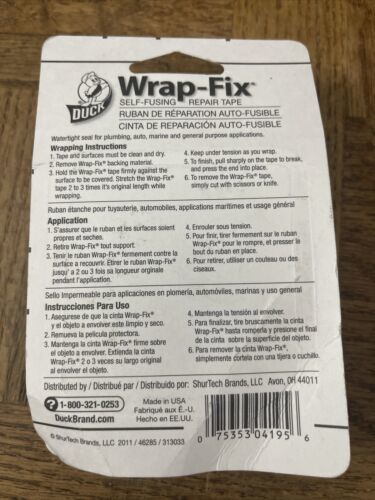 DUCK
Wrap-Fix®
SELF-FUSING REPAIR TAPE
RUBAN DE RÉPARATION AUTO-FUSIBLE
CINTA DE REPARACIÓN AUTO-FUSIBLE
Watertight seal for plumbing, auto, marine and general purpose applications.
Wrapping Instructions
1. Tape and surfaces must be clean and dry.
2. Remove Wrap-Fix® backing material.
3. Hold the Wrap-Fix® tape firmly against the
surface to be covered. Stretch the Wrap-Fix®
tape 2 to 3 times it's original length while
wrapping.
4. Keep under tension as you wrap.
5. To finish, pull sharply on the tape to break,
and press the end into place.
6. To remove the Wrap-Fix® tape,
simply cut with scissors or knife.
Ruban étanche pour tuyauterie, automobiles, applications maritimes et usage général
Application
1. S'assurer que le ruban et les surfaces soient
propres et seches.
2. Retire Wrap-Fix® tout support.
3. Tenir le ruban Wrap-Fix® fermement contre la
surface a recouvrir. Etirer le ruban Wrap-Fix®
jusqu' a 2 ou 3 fois sa longueur orginale
pendant l'application.
4. Enrouler sous tension.
5. Pour finir, tirer fermement sur le ruban
Wrap-Fix® pour le rompre, et presser le
bout du ruban en place.
6. Pour retirer, utiliser un couteau ou des
ciseaux.
Sello Impermeable para aplicaciones en plomería, automóviles, marinas y uso general
Instrucciones Para Uso
1. Asegurese de que la cinta Wrap-Fix®
y el objeto a envolver este limpio y seco.
2. Remueva la pelicula protectora.
3. Mantenga la cinta Wrap-Fix® firme sobre
el objeto a envolver. Extienda la cinta
Wrap-Fix® 2 o 3 veces su largo original
al envolver el objecto.
4. Mantenga la tensión al envolver.
5. Para finalizar, tire bruscamente la cinta
Wrap-Fix® hasta romperla y presione el final
de la cinta sobre la superficie del objeto.
6. Para remover la cinta Wrap-Fix®,
simplemente córtela con una tijera o cuchillo.
Distributed by / Distribué par / Distribuido por: ShurTech Brands, LLC Avon, OH 44011
? 1-800-321-0253
DuckBrand.com
Made in USA
Fabriqué aux É.-U.
Hecho en EE.UU.
© ShurTech Brands, LLC 2011 / 46285 / 313033
0 75353 04195 6